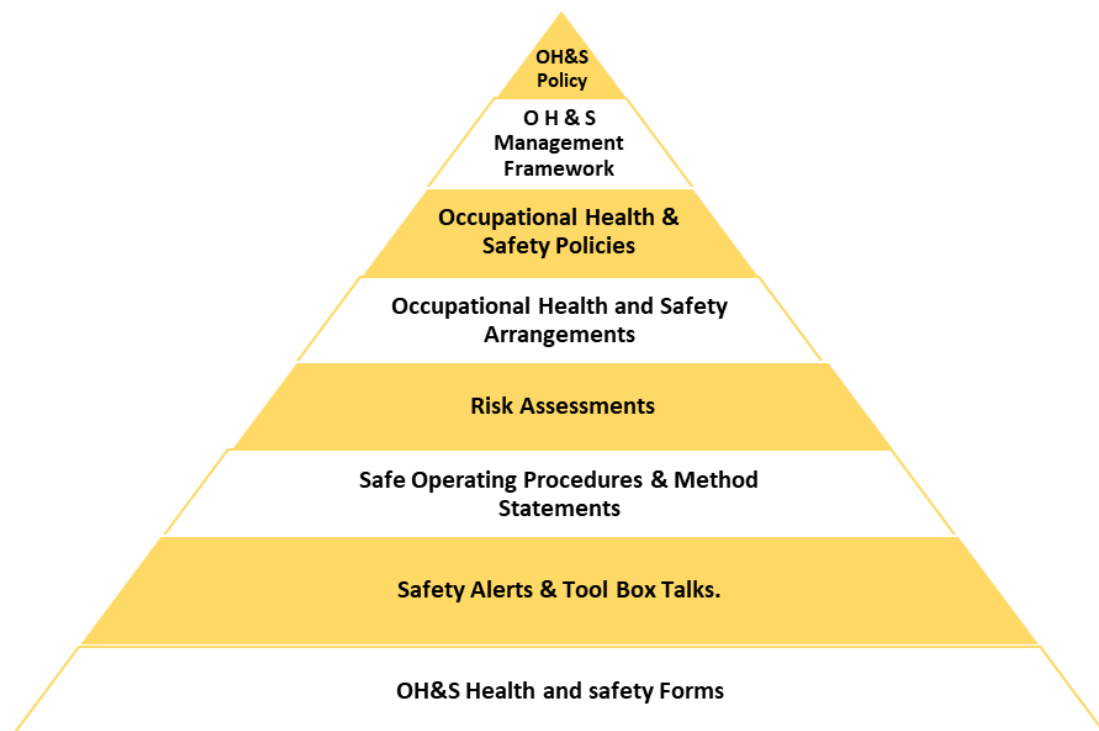 OH&S
Policy
O H & S
Management
Framework
Occupational Health &
Safety Policies
Occupational Health and Safety
Arrangements
Risk Assessments
Safe Operating Procedures & Method
Statements
Safety Alerts & Tool Box Talks.
OH&S Health and safety Forms